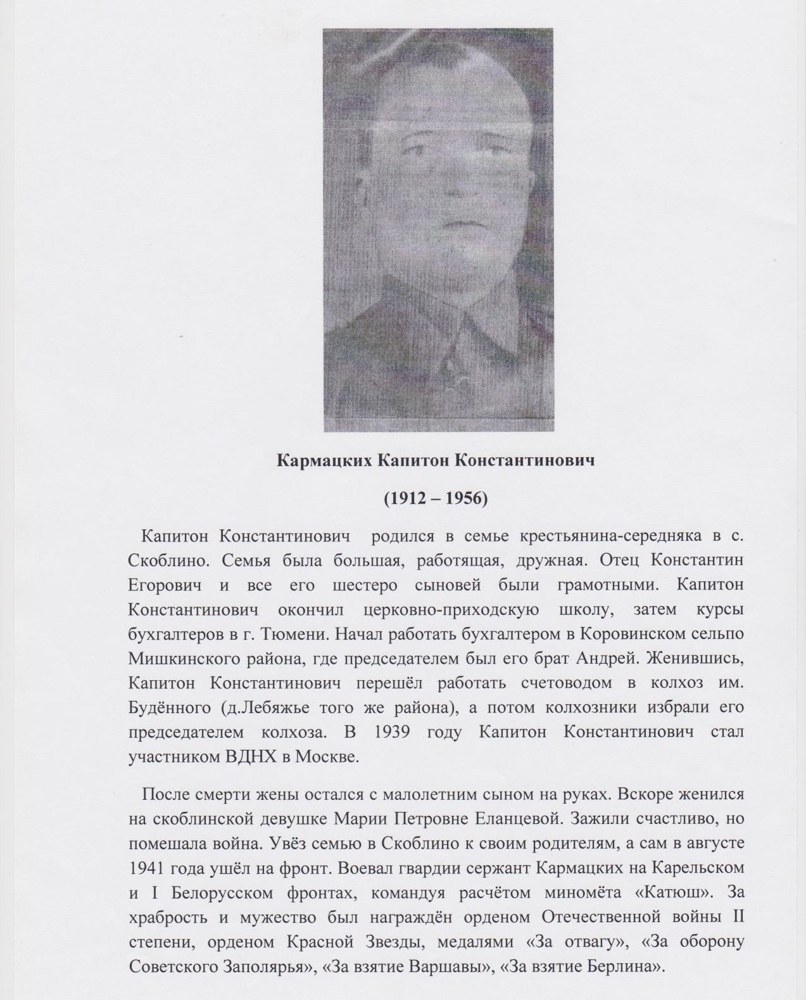 Кармацких Капитон Константинович
(1912 – 1956)
Капитон Константинович родился в семье крестьянина-середняка в с.
Скоблино. Семья была большая, работящая, дружная. Отец Константин
Егорович и все его шестеро сыновей были грамотными. Капитон
Константинович окончил церковно-приходскую школу, затем курсы
бухгалтеров в г. Тюмени. Начал работать бухгалтером в Коровинском сельпо
Мишкинского района, где председателем был его брат Андрей. Женившись,
Капитон Константинович перешёл работать счетоводом в колхоз им.
Будённого (д.Лебяжье того же района), а потом колхозники избрали его
председателем колхоза. В 1939 году Капитон Константинович стал
участником ВДНХ в Москве.
После смерти жены остался с малолетним сыном на руках. Вскоре женился
на скоблинской девушке Марии Петровне Еланцевой. Зажили счастливо, но
помешала война. Увёз семью в Скоблино к своим родителям, а сам в августе
1941 года ушёл на фронт. Воевал гвардии сержант Кармацких на Карельском
и I Белорусском фронтах, командуя расчётом миномёта «Катюш». За
храбрость и мужество был награждён орденом Отечественной войны II
степени, орденом Красной Звезды, медалями «За отвагу», «За оборону
Советского Заполярья», «За взятие Варшавы», «За взятие Берлина».